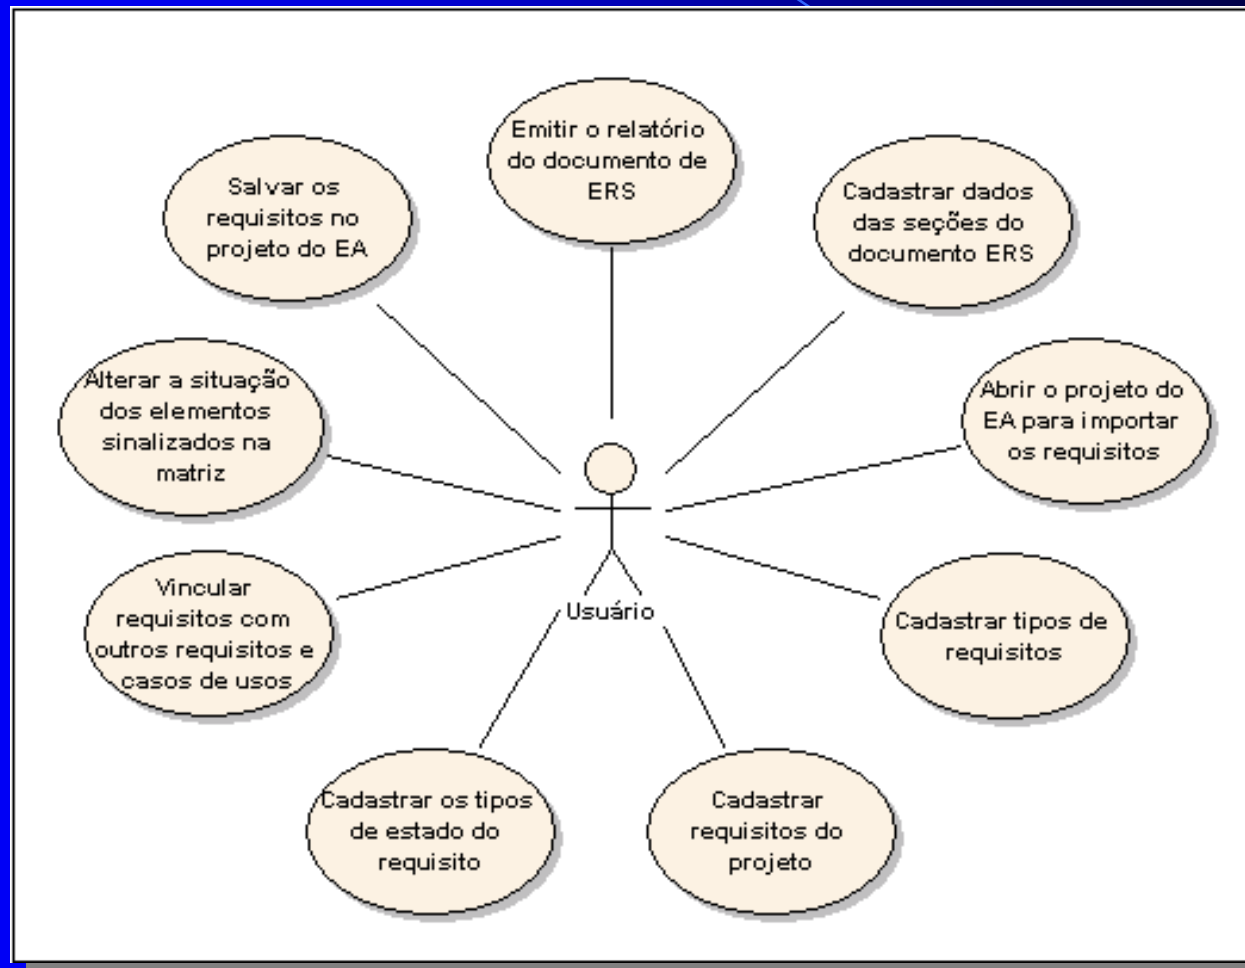 Emitir o relatório
do documento de
ERS
Salvar os
requisitos no
projeto do EA
Cadastrar dados
das seções do
documento ERS
Alterar a situação
dos elementos
sinalizados na
matriz
Abrir o projeto do
EA para importar
os requisitos
Vincular
requisitos com
outros requisitos e
casos de usos
Usuário
Cadastrar tipos de
requisitos
Cadastrar os tipos
de estado do
requisito
Cadastrar
requisitos do
projeto